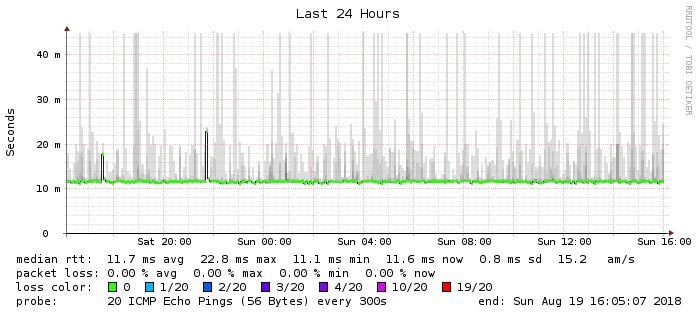 Last 24 Hours
RRDTOOL / TOBI OETIKER
Seconds
40 m
30 m
20 m
10 m
0
Sat 20:00 Sun 00:00 Sun 04:00 Sun 08:00 Sun 12:00 Sun 16:00
median rtt: 11.7 ms avg 22.8 ms max 11.1 ms min 11.6 ms now 0.8 ms sd 15.2 am/s
packet loss: 0.00 % avg 0.00 % max 0.00 % min 0.00 % now
loss color: 0 1/20 2/20 3/20 4/20 10/20 19/20
probe: 20 ICMP Echo Pings (56 Bytes) every 300s end: Sun Aug 19 16:05:07 2018